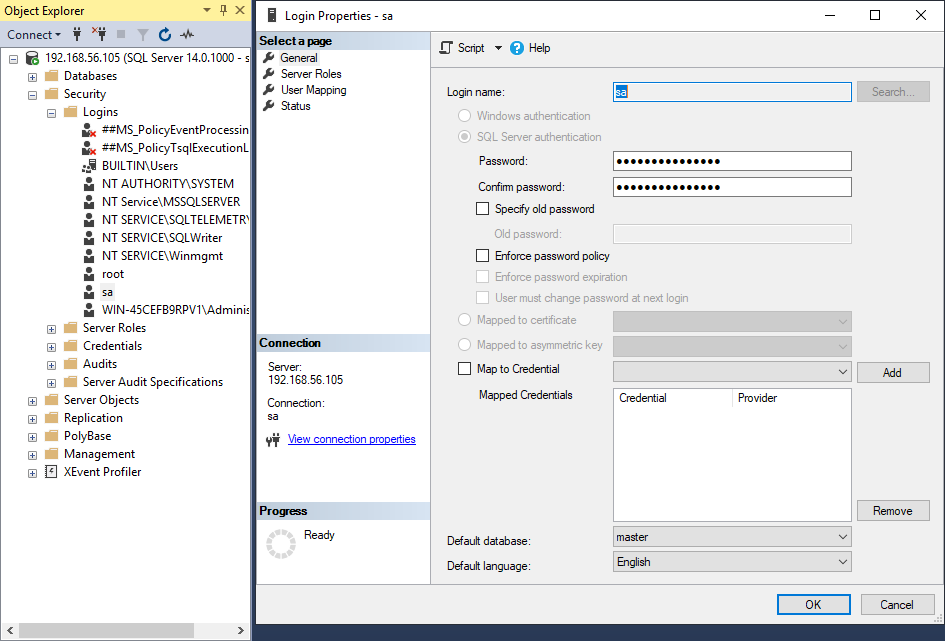 Object Explorer
Connect
192.168.56.105 (SQL Server 14.0.1000 - s
Databases
Security
Logins
##MS_PolicyEventProcessin
##MS_PolicyTsqlExecutionL
BUILTIN\Users
NT AUTHORITY\SYSTEM
NT Service\MSSQLSERVER
NT SERVICE\SQLTELEMETRY
NT SERVICE\SQLWriter
NT SERVICE\Winmgmt
root
sa
WIN-45CEFB9RPV1\Adminis
Server Roles
Credentials
Audits
Server Audit Specifications
Server Objects
Replication
PolyBase
Management
XEvent Profiler
Login Properties - sa
Select a page
General
Server Roles
User Mapping
Status
Connection
Server:
192.168.56.105
Connection:
sa
View connection properties
Progress
Ready
Script
Help
Login name:
sa
Search...
Windows authentication
SQL Server authentication
Password:
●●●●●●●●●●●●●●●
Confirm password:
●●●●●●●●●●●●●●●
Specify old password
Old password:
Enforce password policy
Enforce password expiration
User must change password at next login
Mapped to certificate
Mapped to asymmetric key
Map to Credential
Add
Mapped Credentials
Credential
Provider
Remove
Default database:
master
Default language:
English
OK
Cancel